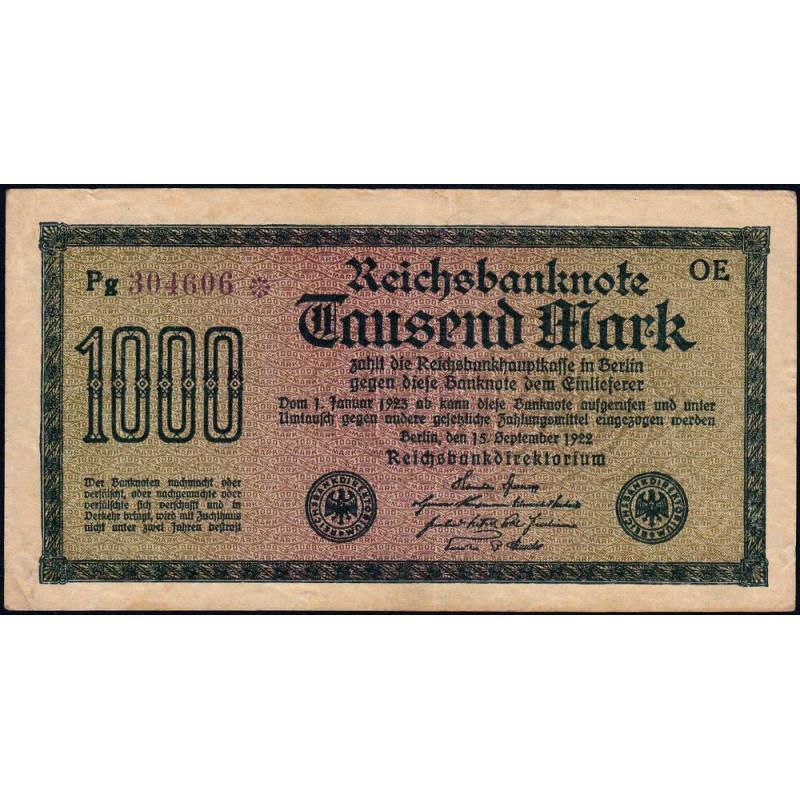 Pg 304606 *
OE
Reichsbanknote
Tausend Mark
1000
zahlt die Reichsbankhauptkasse in Berlin
gegen diese Banknote dem Einlieferer
Vom 1. Januar 1923 ab kann diese Banknote aufgerufen und unter
Umtausch gegen andere gesetzliche Zahlungsmittel eingezogen werden
Berlin, den 15. September 1922
Reichsbankdirektorium
Wer Banknoten nachmacht oder
verfälscht, oder nachgemachte oder
verfälschte sich verschafft und in
Verkehr bringt, wird mit Zuchthaus
nicht unter zwei Jahren bestraft
REICHSBANKDIREKTORIUM
REICHSBANKDIREKTORIUM